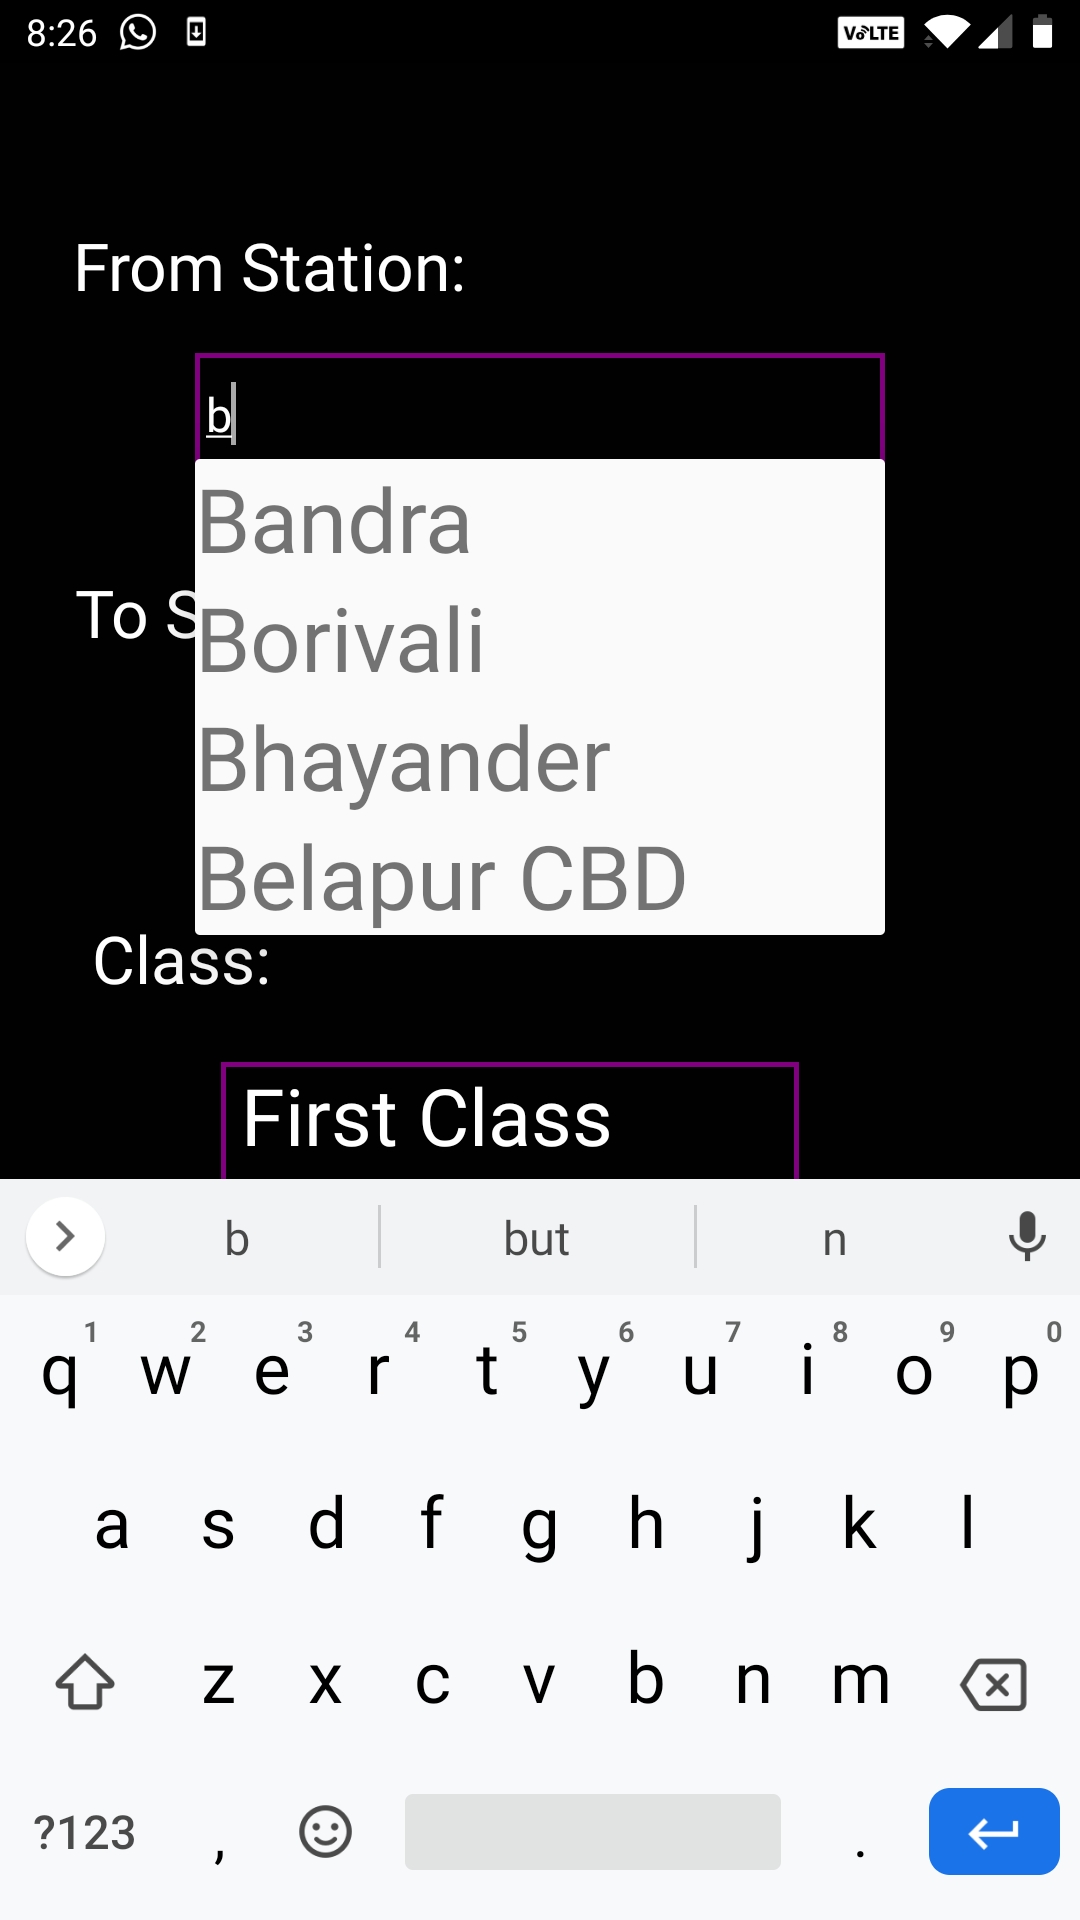 8:26 VoLTE
From Station:
b
Bandra
To S
Borivali
Bhayander
Belapur CBD
Class:
First Class
b but n
1 2 3 4 5 6 7 8 9 0
q w e r t y u i o p
a s d f g h j k l
z x c v b n m
?123 , .